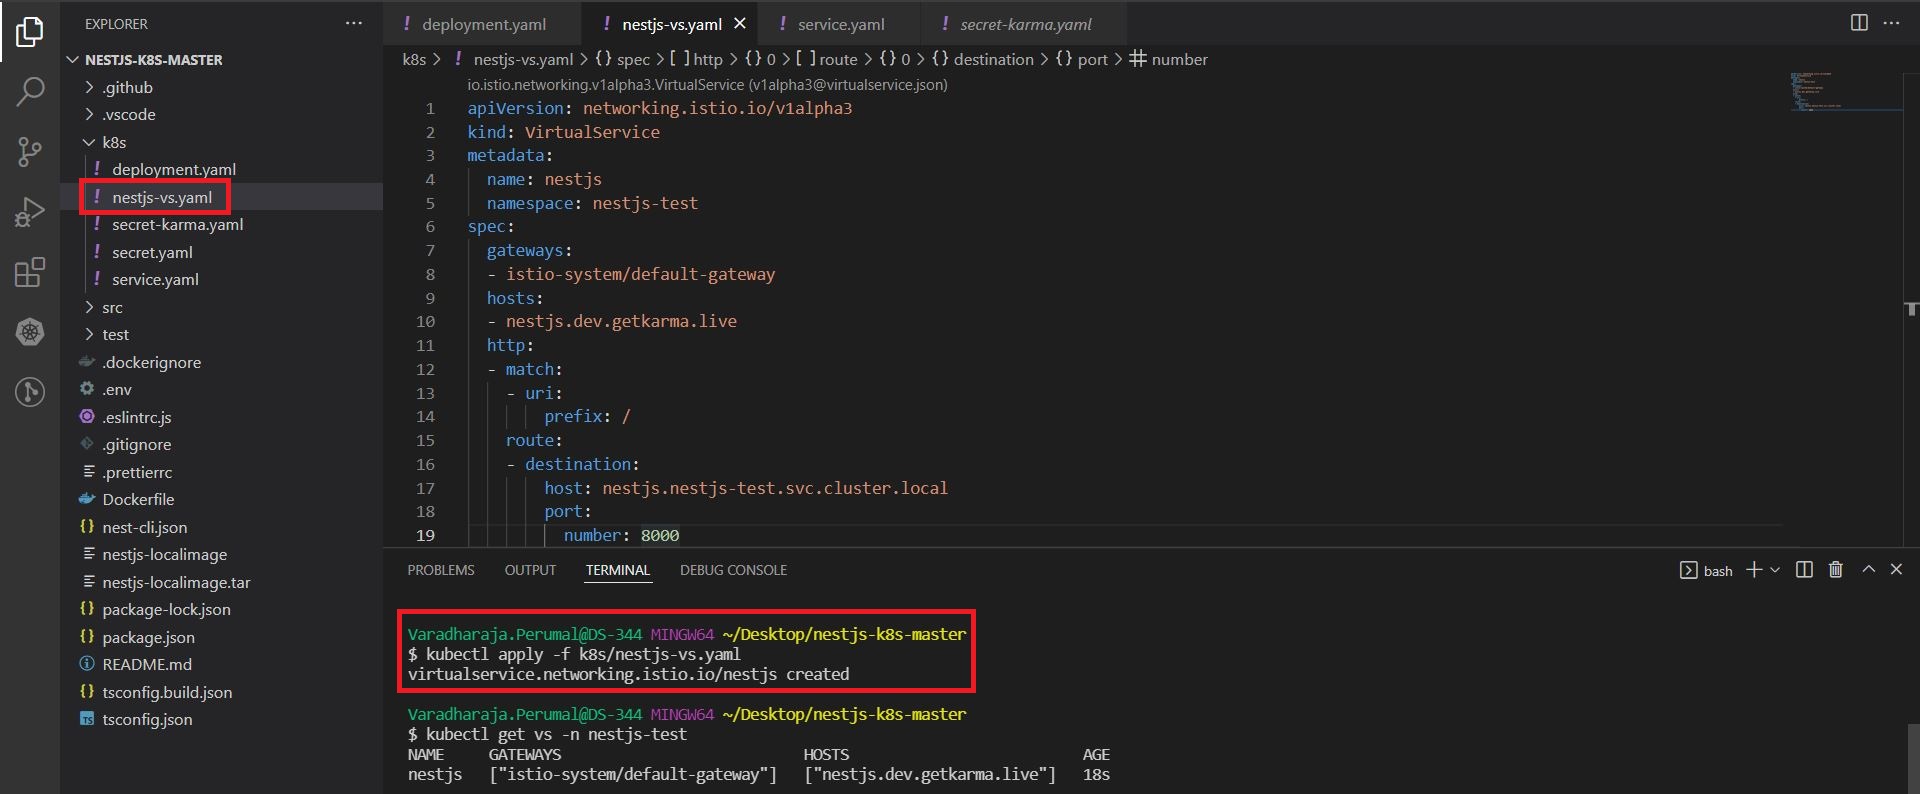 EXPLORER ...
NESTJS-K8S-MASTER
.github
.vscode
k8s
! deployment.yaml
! nestjs-vs.yaml
! secret-karma.yaml
! secret.yaml
! service.yaml
src
test
.dockerignore
.env
.eslintrc.js
.gitignore
.prettierrc
Dockerfile
{} nest-cli.json
nestjs-localimage
nestjs-localimage.tar
{} package-lock.json
{} package.json
README.md
{} tsconfig.build.json
TS tsconfig.json
! deployment.yaml ! nestjs-vs.yaml × ! service.yaml ! secret-karma.yaml ...
k8s > ! nestjs-vs.yaml > {} spec > [ ] http > {} 0 > [ ] route > {} 0 > {} destination > {} port > # number
io.istio.networking.v1alpha3.VirtualService (v1alpha3@virtualservice.json)
1 apiVersion: networking.istio.io/v1alpha3
2 kind: VirtualService
3 metadata:
4 name: nestjs
5 namespace: nestjs-test
6 spec:
7 gateways:
8 - istio-system/default-gateway
9 hosts:
10 - nestjs.dev.getkarma.live
11 http:
12 - match:
13 - uri:
14 prefix: /
15 route:
16 - destination:
17 host: nestjs.nestjs-test.svc.cluster.local
18 port:
19 number: 8000
PROBLEMS OUTPUT TERMINAL DEBUG CONSOLE bash
Varadharaja.Perumal@DS-344 MINGW64 ~/Desktop/nestjs-k8s-master
$ kubectl apply -f k8s/nestjs-vs.yaml
virtualservice.networking.istio.io/nestjs created
Varadharaja.Perumal@DS-344 MINGW64 ~/Desktop/nestjs-k8s-master
$ kubectl get vs -n nestjs-test
NAME GATEWAYS HOSTS AGE
nestjs ["istio-system/default-gateway"] ["nestjs.dev.getkarma.live"] 18s